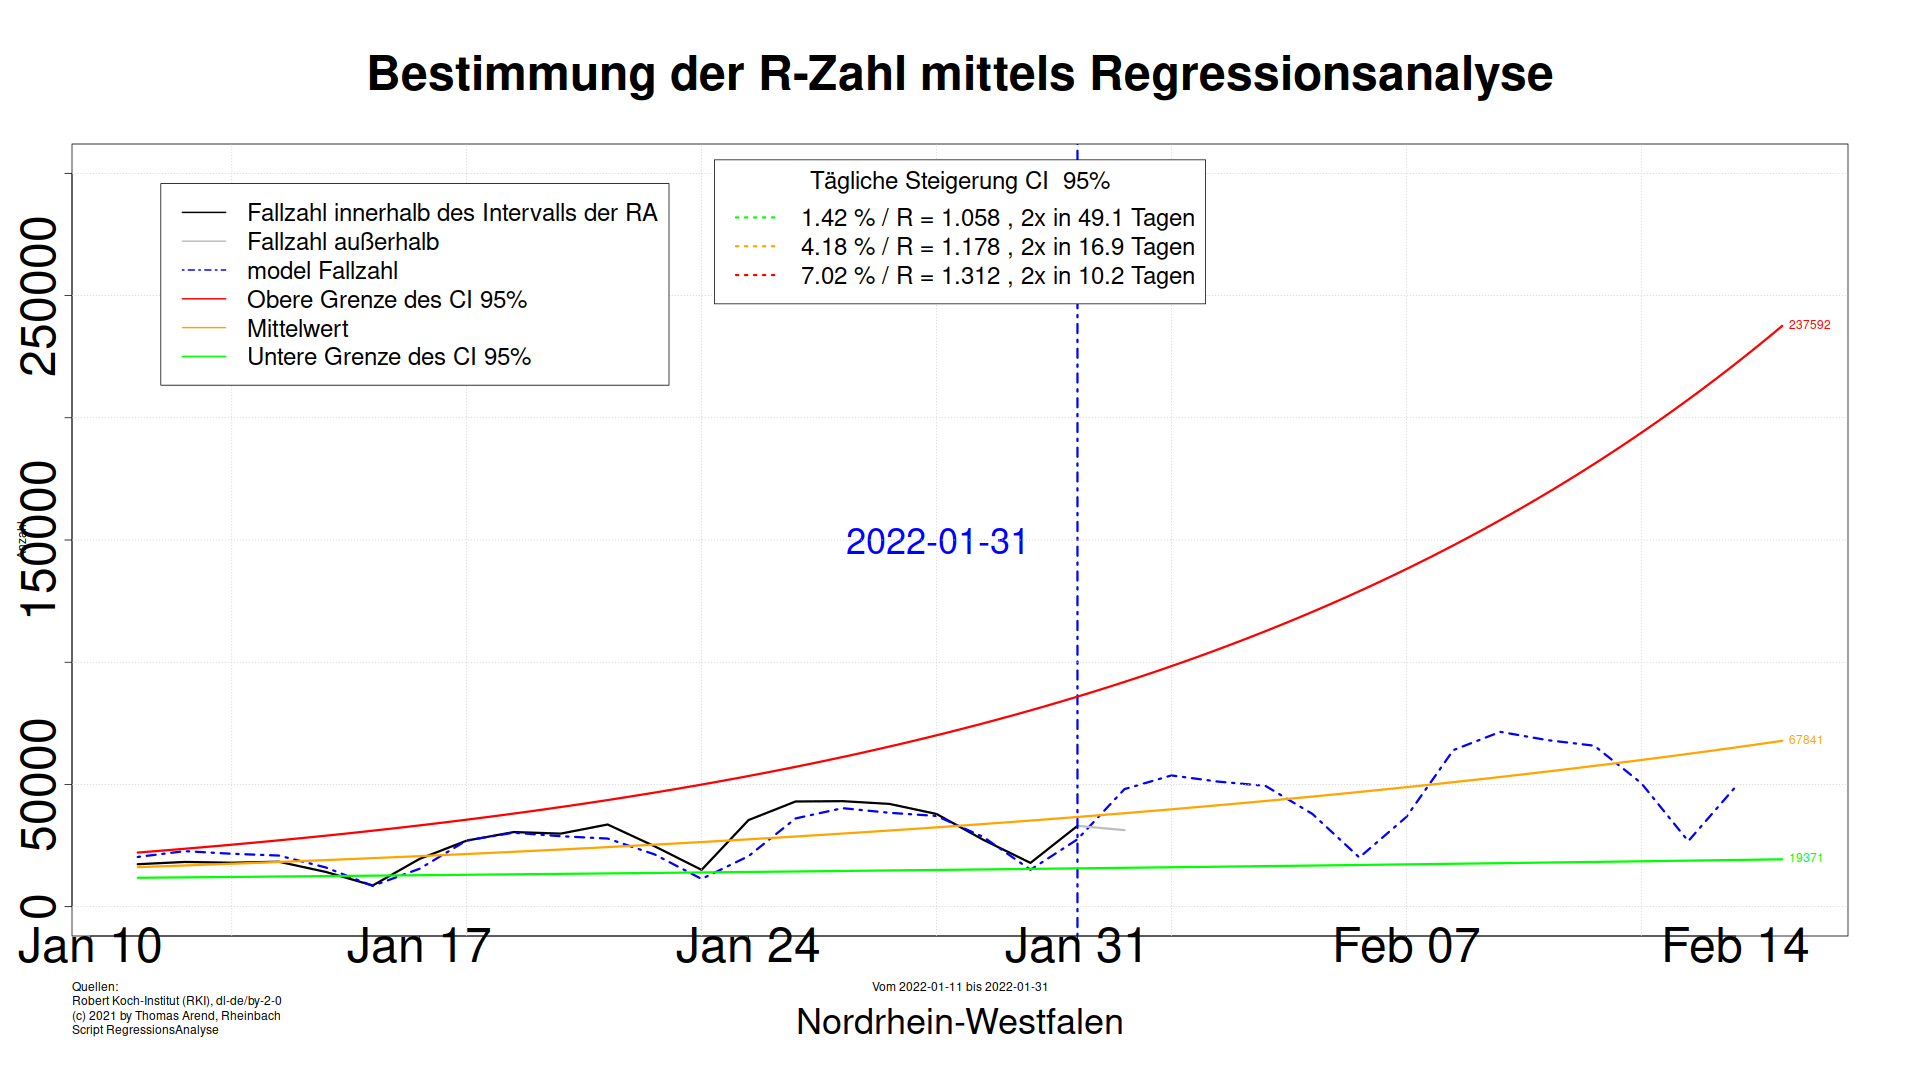 Bestimmung der R-Zahl mittels Regressionsanalyse
Fallzahl innerhalb des Intervalls der RA
Fallzahl außerhalb
model Fallzahl
Obere Grenze des CI 95%
Mittelwert
Untere Grenze des CI 95%
Tägliche Steigerung CI  95%
1.42 % / R = 1.058 , 2x in 49.1 Tagen
4.18 % / R = 1.178 , 2x in 16.9 Tagen
7.02 % / R = 1.312 , 2x in 10.2 Tagen
250000
150000
50000
0
Anzahl
2022-01-31
237592
67841
19371
Jan 10
Jan 17
Jan 24
Jan 31
Feb 07
Feb 14
Quellen:
Robert Koch-Institut (RKI), dl-de/by-2-0
(c) 2021 by Thomas Arend, Rheinbach
Script RegressionsAnalyse
Vom 2022-01-11 bis 2022-01-31
Nordrhein-Westfalen